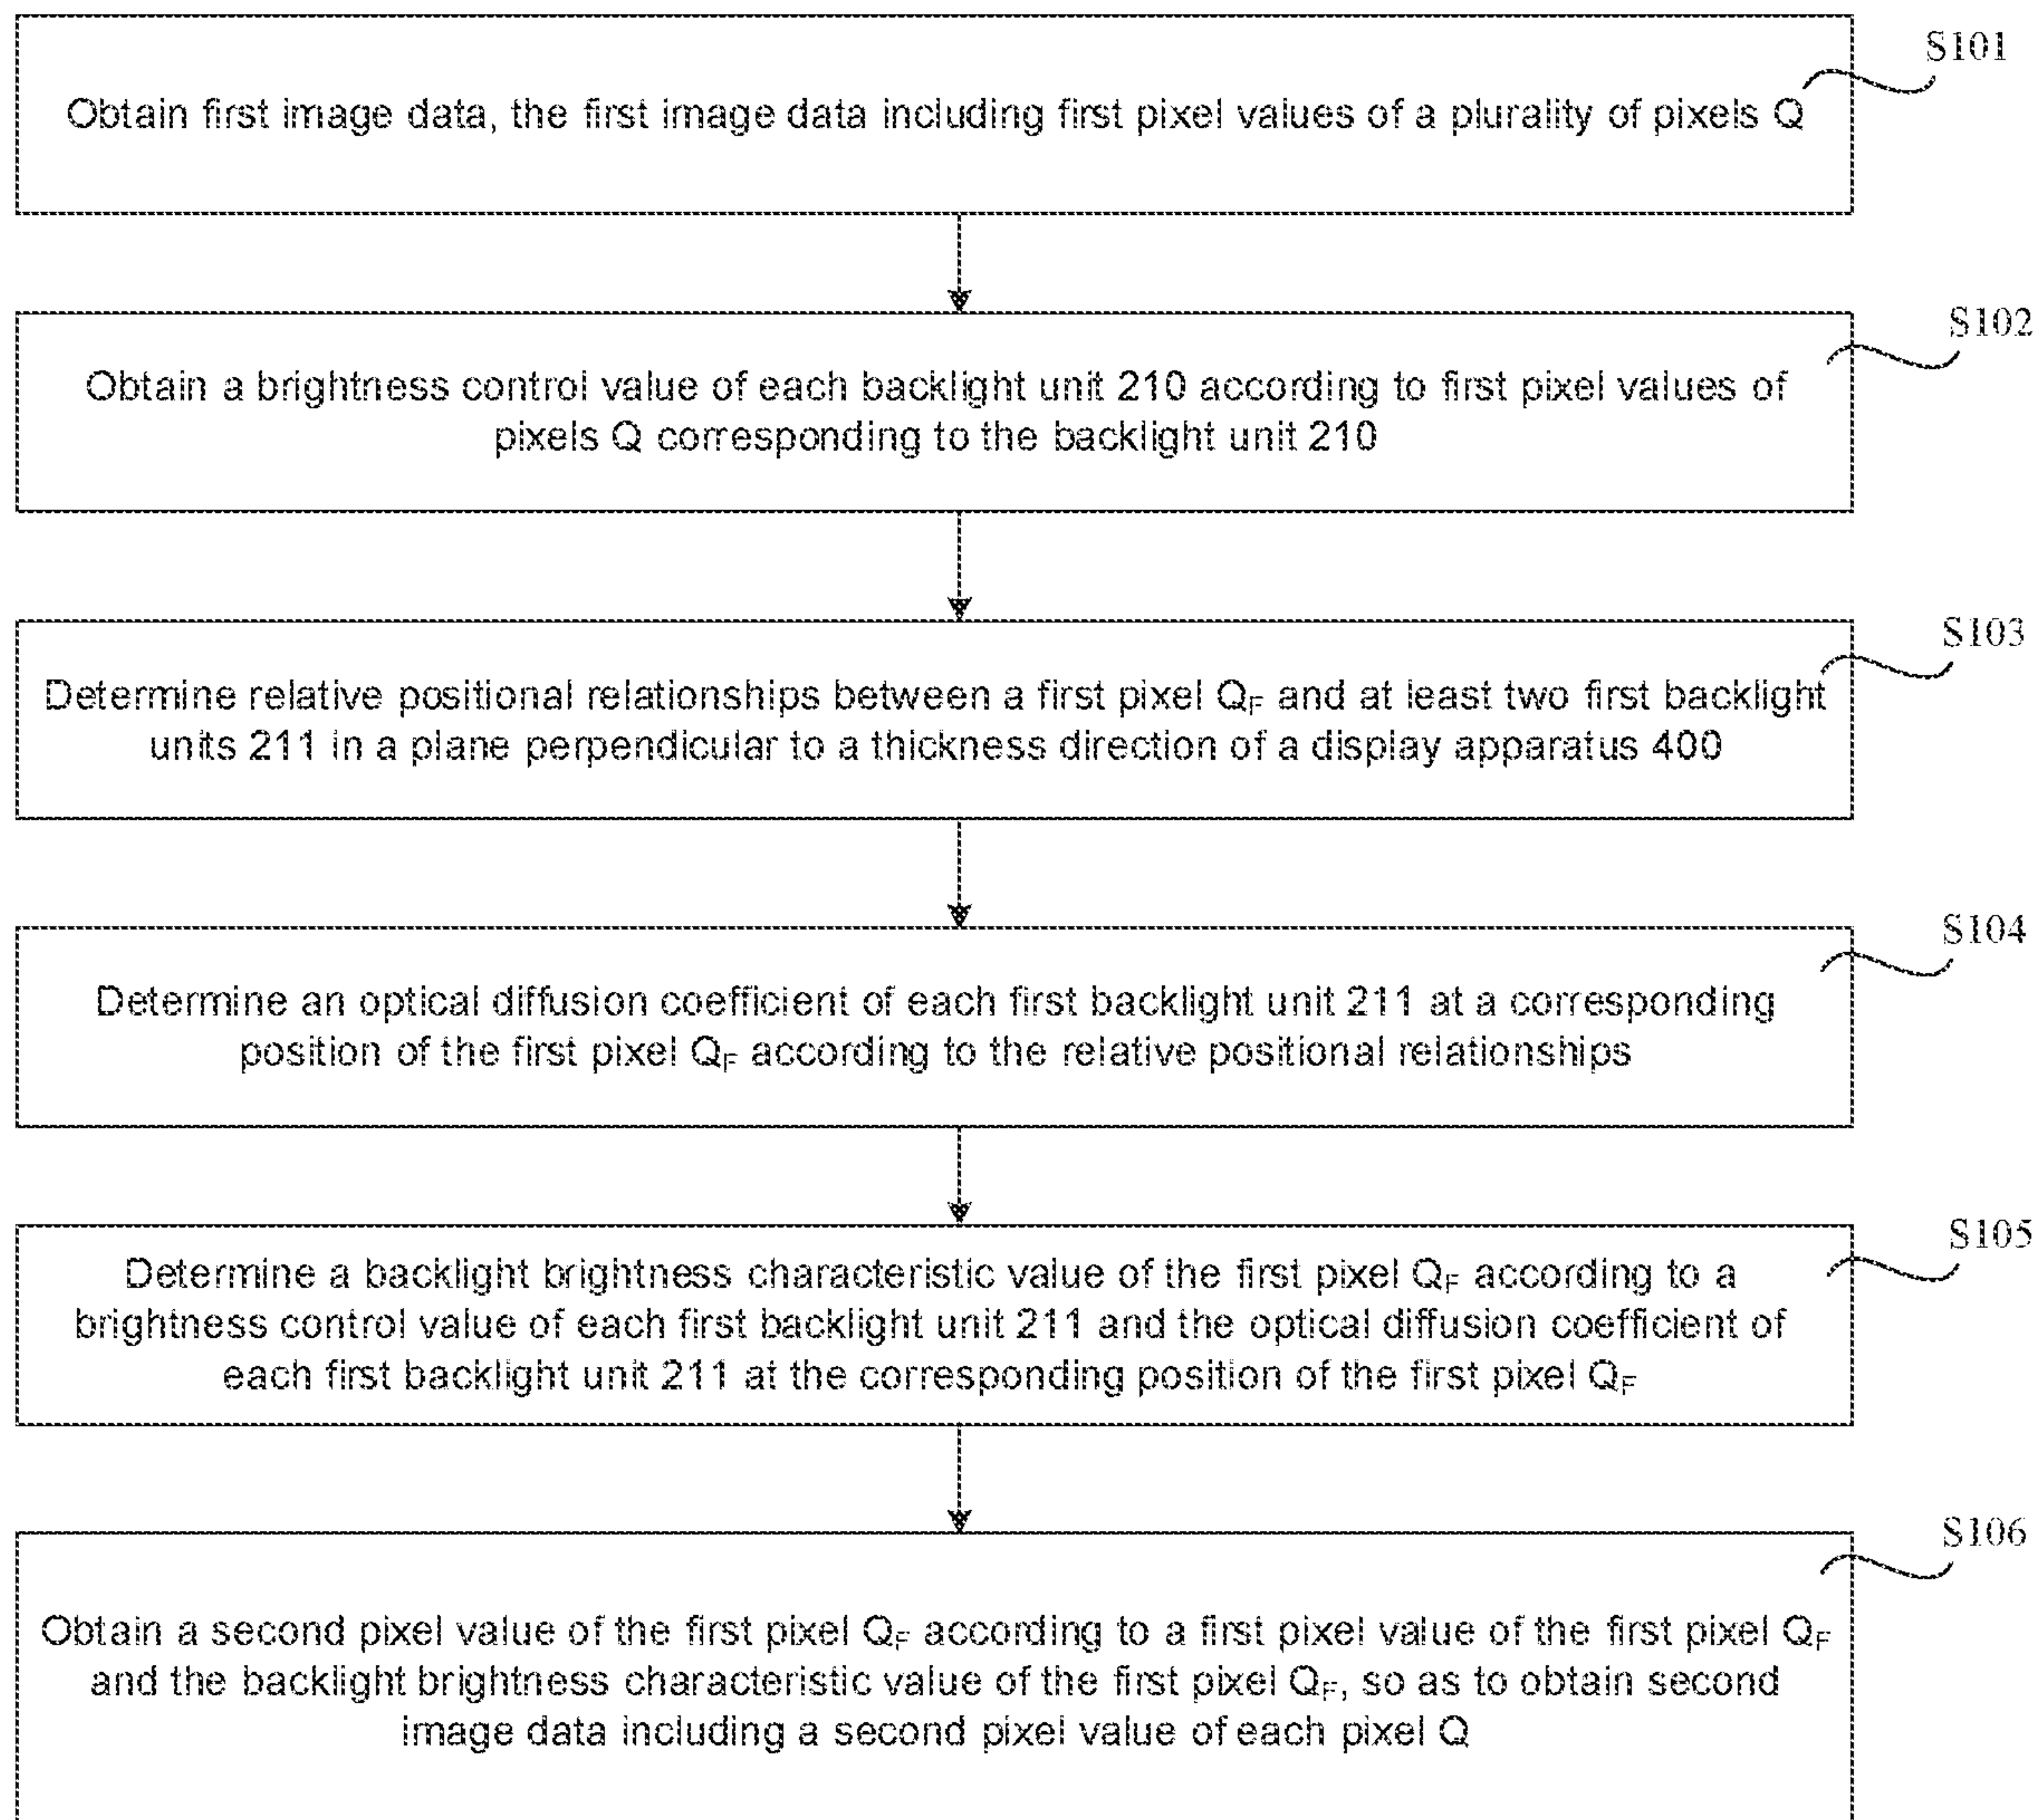 S101
Obtain first image data, the first image data including first pixel values of a plurality of pixels Q
S102
Obtain a brightness control value of each backlight unit 210 according to first pixel values of
pixels Q corresponding to the backlight unit 210
S103
Determine relative positional relationships between a first pixel Q_F and at least two first backlight
units 211 in a plane perpendicular to a thickness direction of a display apparatus 400
S104
Determine an optical diffusion coefficient of each first backlight unit 211 at a corresponding
position of the first pixel Q_F according to the relative positional relationships
S105
Determine a backlight brightness characteristic value of the first pixel Q_F according to a
brightness control value of each first backlight unit 211 and the optical diffusion coefficient of
each first backlight unit 211 at the corresponding position of the first pixel Q_F
S106
Obtain a second pixel value of the first pixel Q_F according to a first pixel value of the first pixel Q_F
and the backlight brightness characteristic value of the first pixel Q_F, so as to obtain second
image data including a second pixel value of each pixel Q